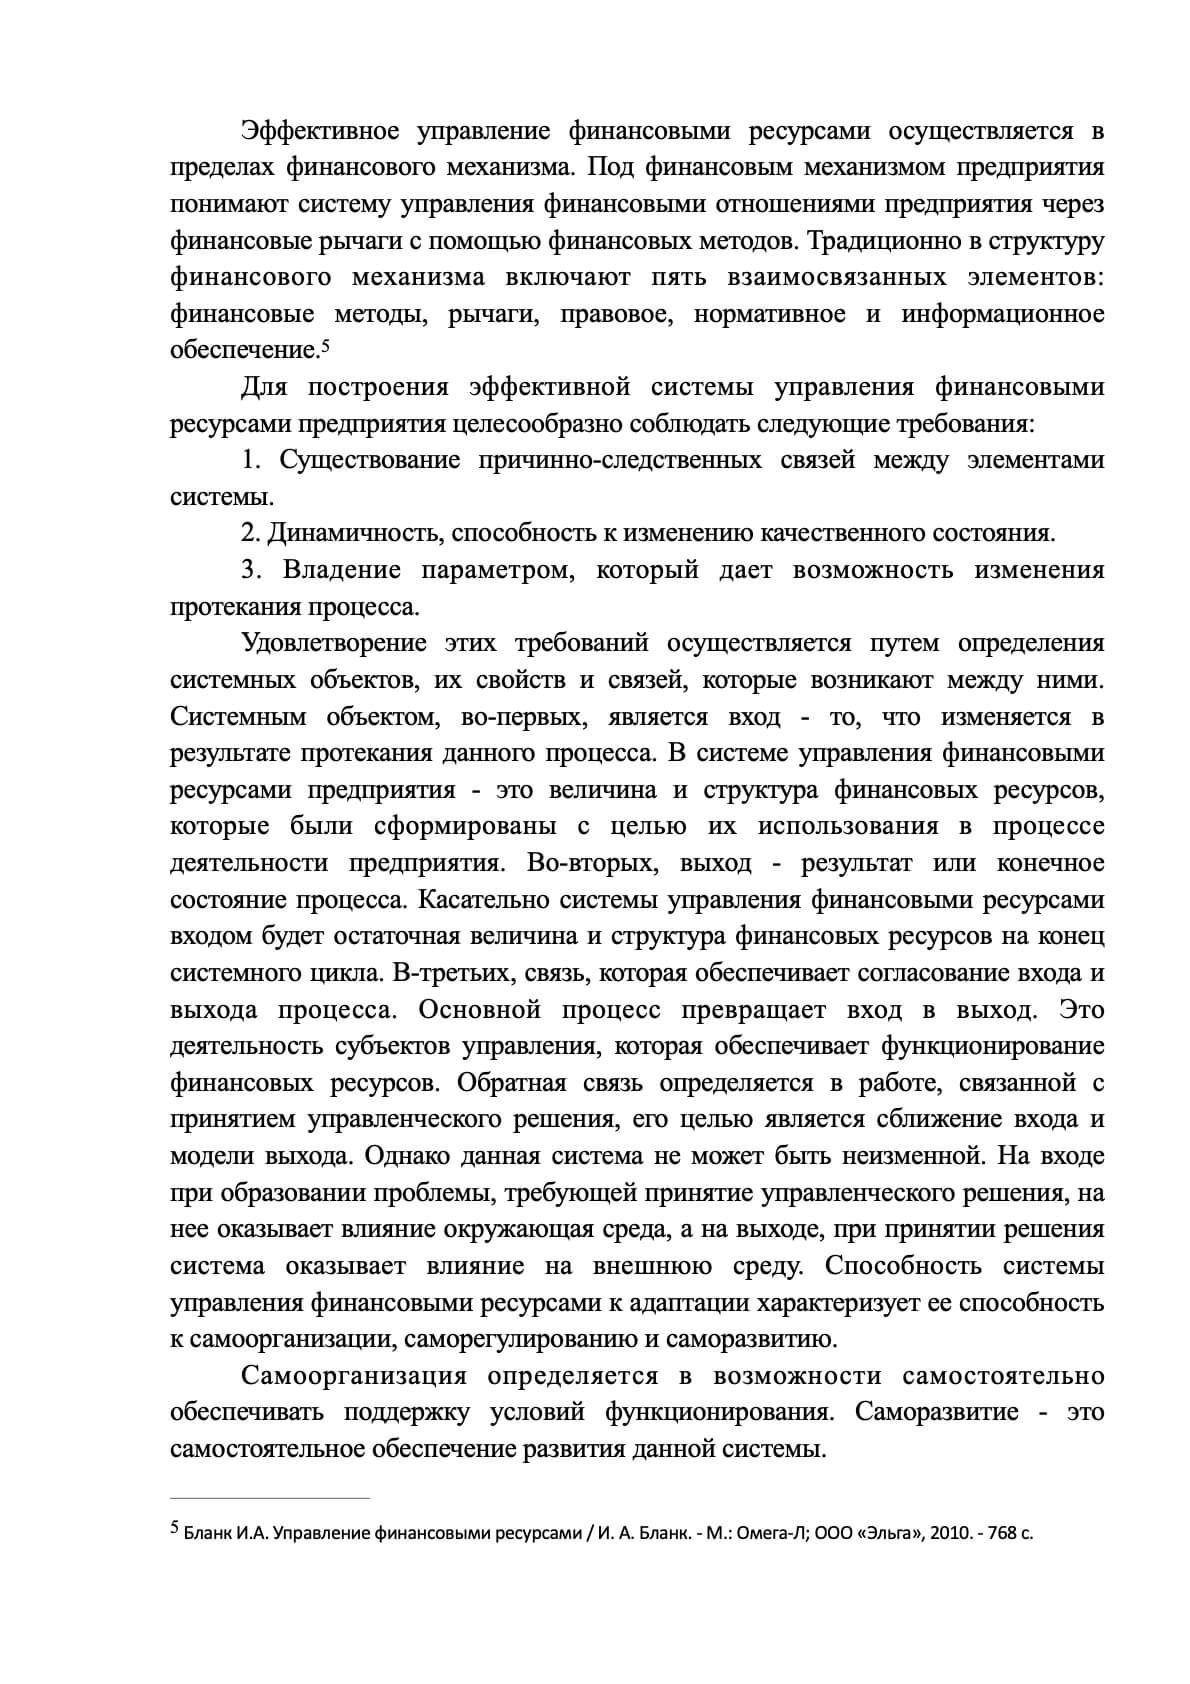 Эффективное управление финансовыми ресурсами осуществляется в
пределах финансового механизма. Под финансовым механизмом предприятия
понимают систему управления финансовыми отношениями предприятия через
финансовые рычаги с помощью финансовых методов. Традиционно в структуру
финансового механизма включают пять взаимосвязанных элементов:
финансовые методы, рычаги, правовое, нормативное и информационное
обеспечение.5
Для построения эффективной системы управления финансовыми
ресурсами предприятия целесообразно соблюдать следующие требования:
1. Существование причинно-следственных связей между элементами
системы.
2. Динамичность, способность к изменению качественного состояния.
3. Владение параметром, который дает возможность изменения
протекания процесса.
Удовлетворение этих требований осуществляется путем определения
системных объектов, их свойств и связей, которые возникают между ними.
Системным объектом, во-первых, является вход - то, что изменяется в
результате протекания данного процесса. В системе управления финансовыми
ресурсами предприятия - это величина и структура финансовых ресурсов,
которые были сформированы с целью их использования в процессе
деятельности предприятия. Во-вторых, выход - результат или конечное
состояние процесса. Касательно системы управления финансовыми ресурсами
входом будет остаточная величина и структура финансовых ресурсов на конец
системного цикла. В-третьих, связь, которая обеспечивает согласование входа и
выхода процесса. Основной процесс превращает вход в выход. Это
деятельность субъектов управления, которая обеспечивает функционирование
финансовых ресурсов. Обратная связь определяется в работе, связанной с
принятием управленческого решения, его целью является сближение входа и
модели выхода. Однако данная система не может быть неизменной. На входе
при образовании проблемы, требующей принятие управленческого решения, на
нее оказывает влияние окружающая среда, а на выходе, при принятии решения
система оказывает влияние на внешнюю среду. Способность системы
управления финансовыми ресурсами к адаптации характеризует ее способность
к самоорганизации, саморегулированию и саморазвитию.
Самоорганизация определяется в возможности самостоятельно
обеспечивать поддержку условий функционирования. Саморазвитие - это
самостоятельное обеспечение развития данной системы.
5 Бланк И.А. Управление финансовыми ресурсами / И. А. Бланк. - М.: Омега-Л; ООО «Эльга», 2010. - 768 с.